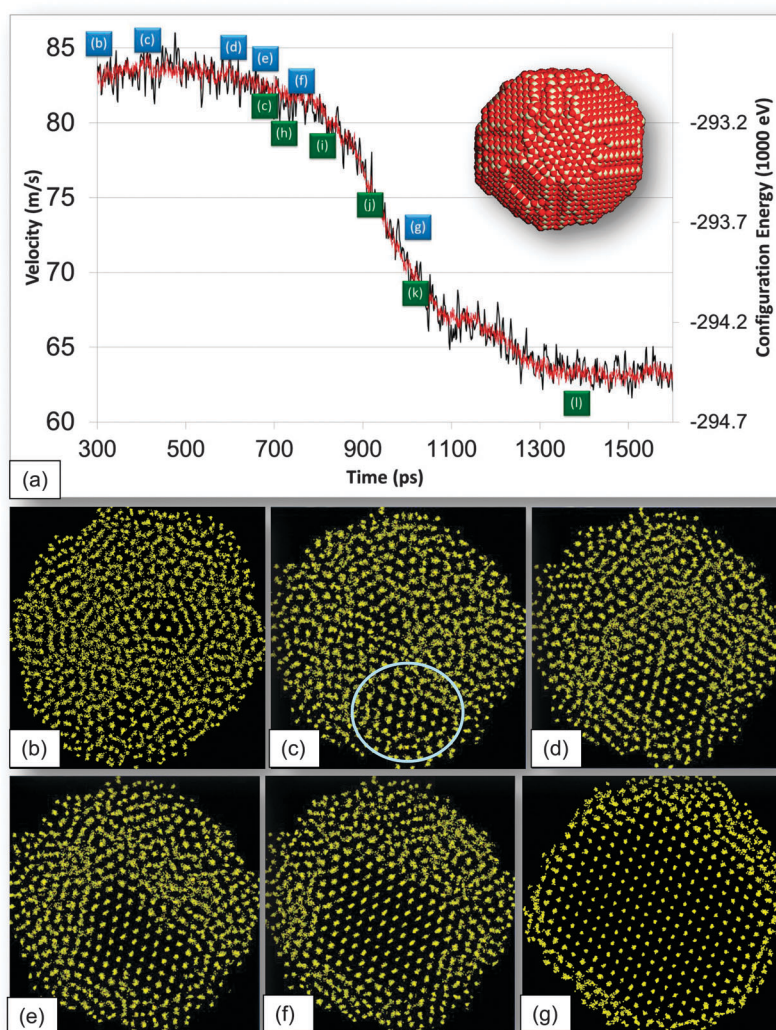 85
80
75
70
65
60
Velocity (m/s)
(b)
(c)
(d)
(e)
(f)
(c)
(h)
(i)
(j)
(g)
(k)
(l)
-293.2
-293.7
-294.2
-294.7
Configuration Energy (1000 eV)
300 500 700 900 1100 1300 1500
Time (ps)
(a)
(b)
(c)
(d)
(e)
(f)
(g)